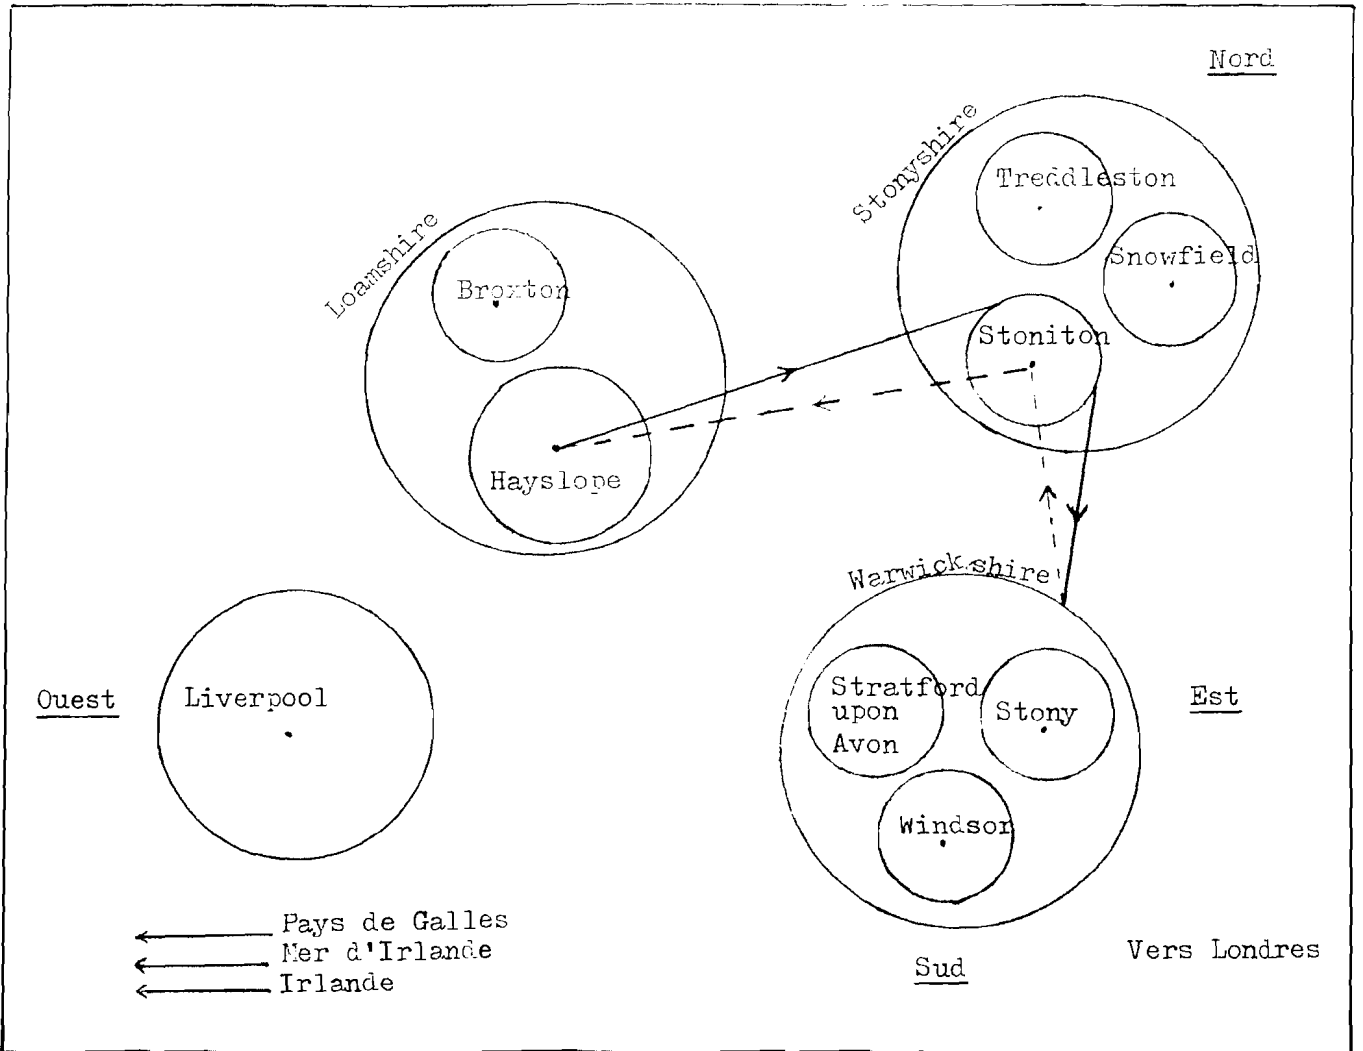 Nord
Stonyshire
Treddleston
Loamshire
Snowfield
Broxton
Stoniton
Hayslope
Warwickshire
Ouest
Liverpool
Stratford
upon
Avon
Stony
Est
Windsor
Pays de Galles
Mer d'Irlande
Irlande
Sud
Vers Londres